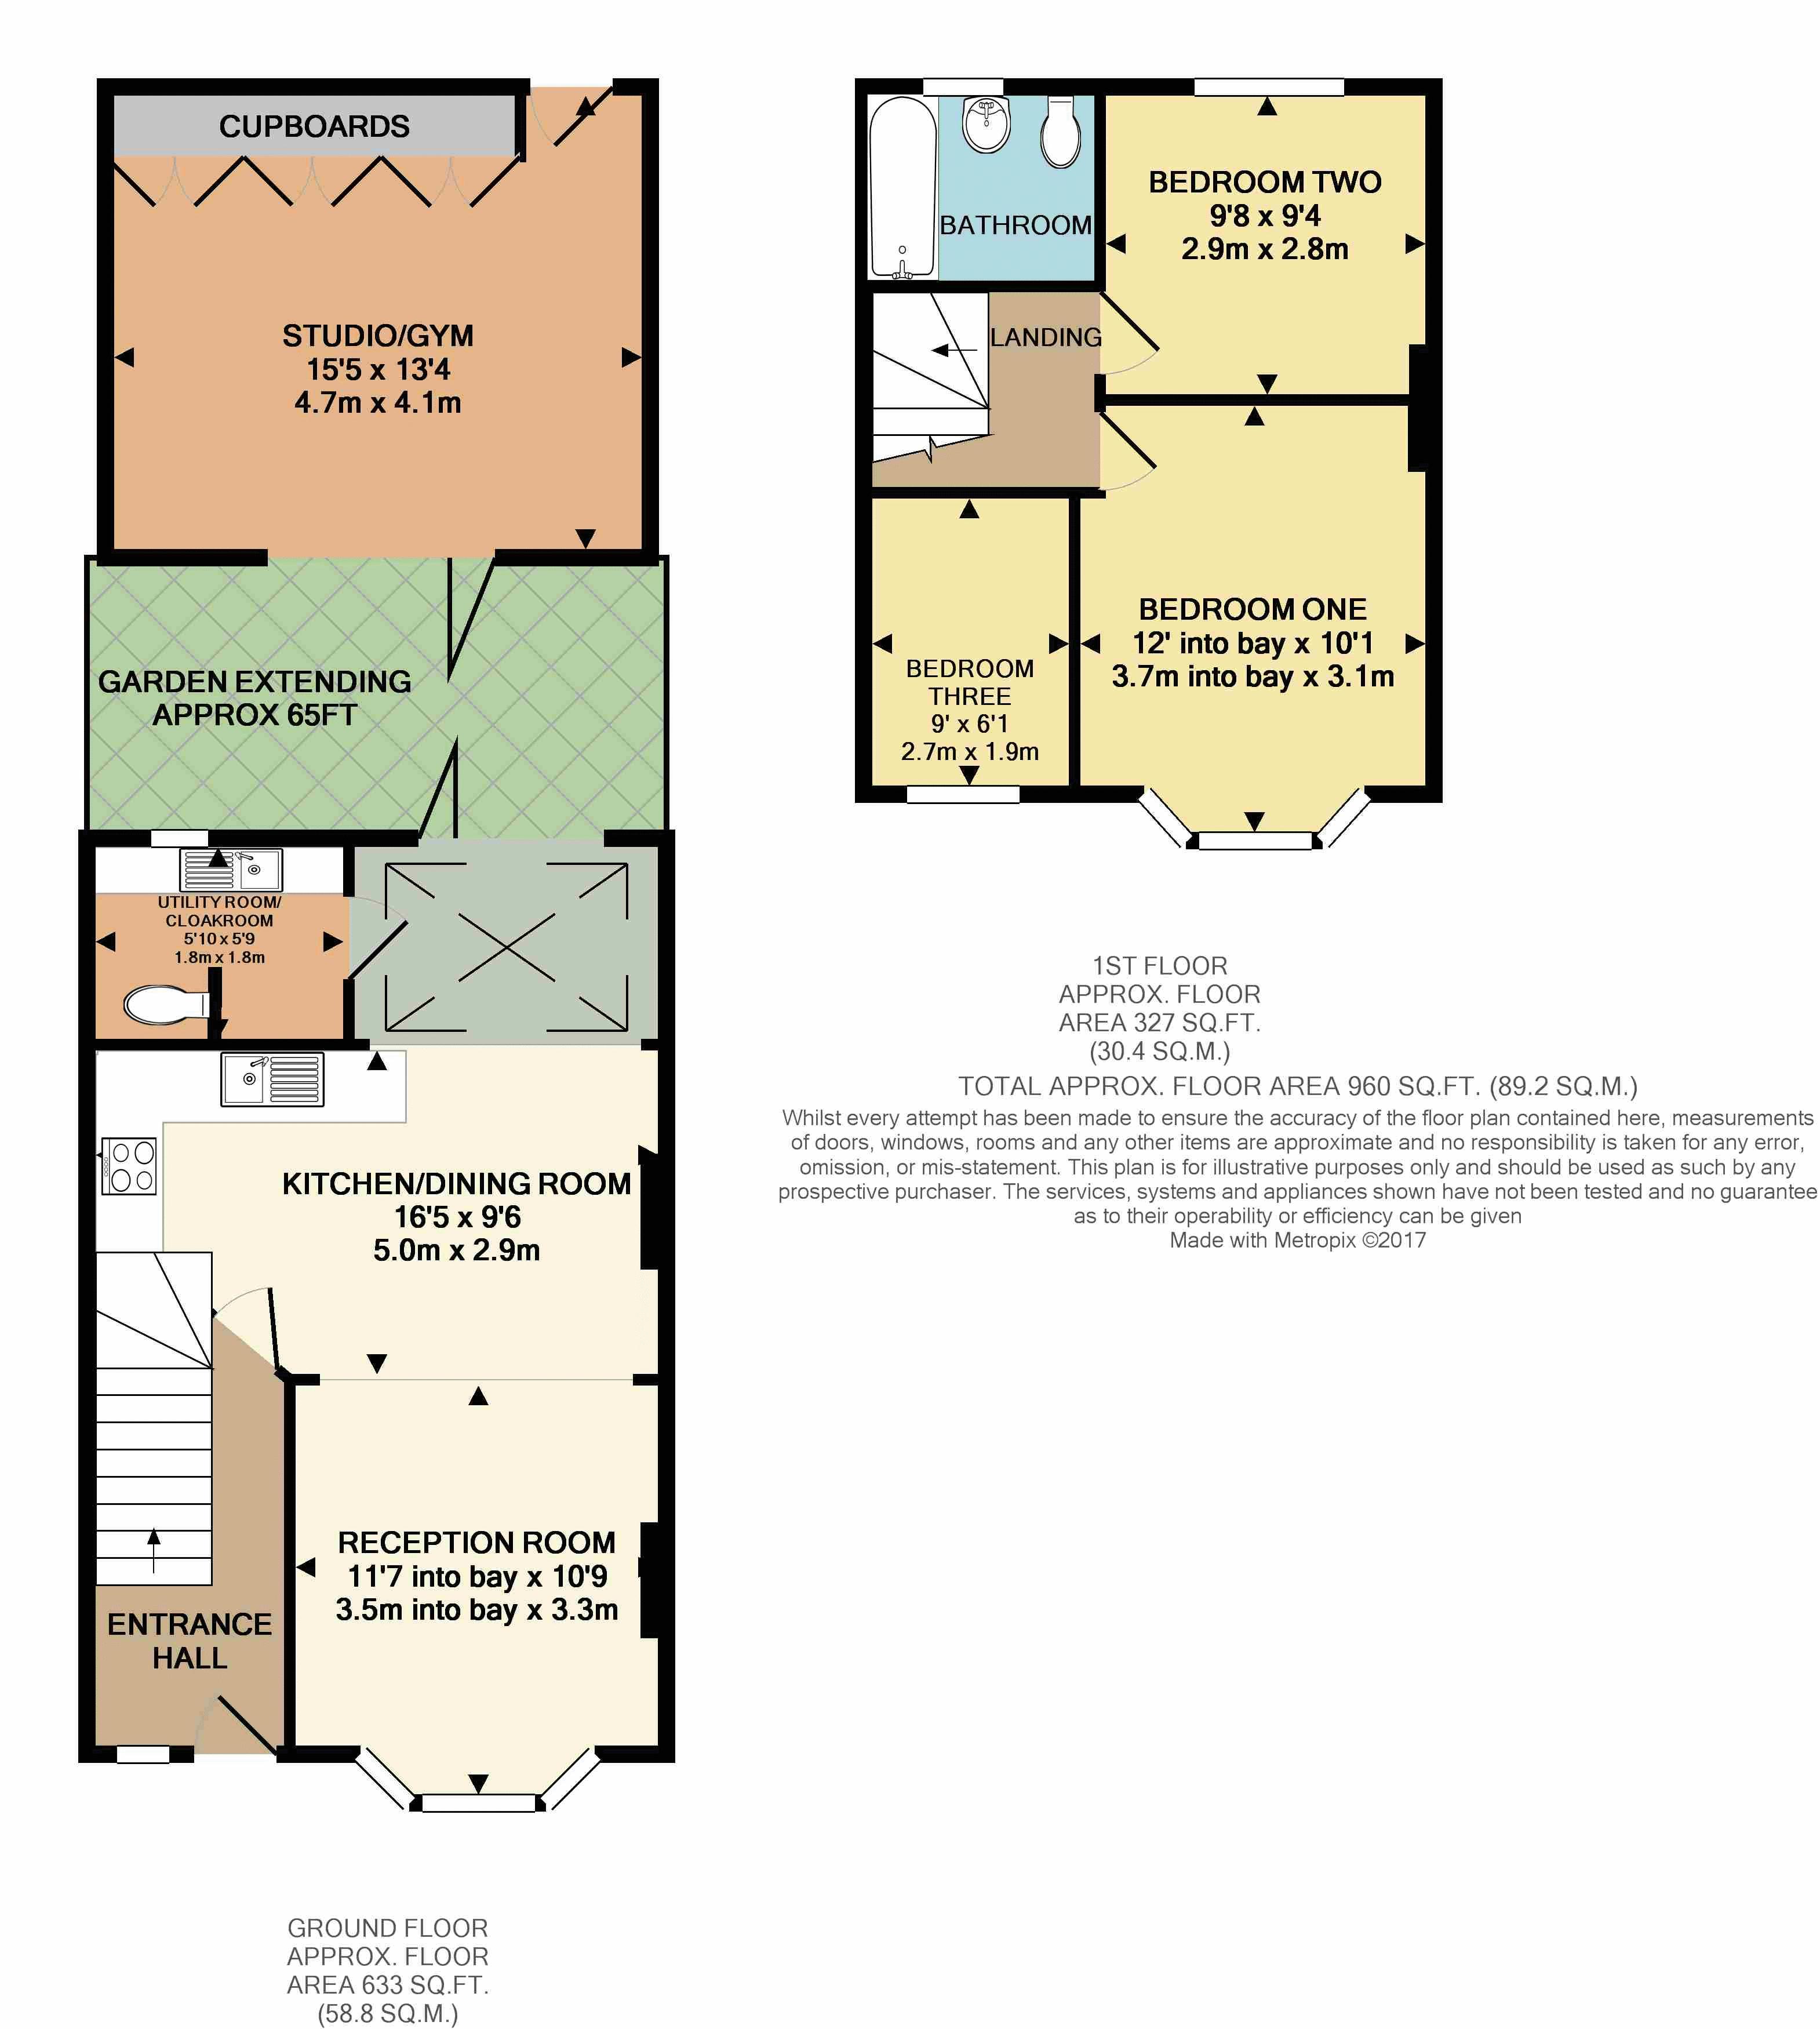 CUPBOARDS
STUDIO/GYM
15'5 x 13'4
4.7m x 4.1m
GARDEN EXTENDING
APPROX 65FT
UTILITY ROOM/
CLOAKROOM
5'10 x 5'9
1.8m x 1.8m
KITCHEN/DINING ROOM
16'5 x 9'6
5.0m x 2.9m
RECEPTION ROOM
11'7 into bay x 10'9
3.5m into bay x 3.3m
ENTRANCE
HALL
GROUND FLOOR
APPROX. FLOOR
AREA 633 SQ.FT.
(58.8 SQ.M.)
BATHROOM
BEDROOM TWO
9'8 x 9'4
2.9m x 2.8m
LANDING
BEDROOM ONE
12' into bay x 10'1
3.7m into bay x 3.1m
BEDROOM
THREE
9' x 6'1
2.7m x 1.9m
1ST FLOOR
APPROX. FLOOR
AREA 327 SQ.FT.
(30.4 SQ.M.)
TOTAL APPROX. FLOOR AREA 960 SQ.FT. (89.2 SQ.M.)
Whilst every attempt has been made to ensure the accuracy of the floor plan contained here, measurements
of doors, windows, rooms and any other items are approximate and no responsibility is taken for any error,
omission, or mis-statement. This plan is for illustrative purposes only and should be used as such by any
prospective purchaser. The services, systems and appliances shown have not been tested and no guarantee
as to their operability or efficiency can be given
Made with Metropix ©2017